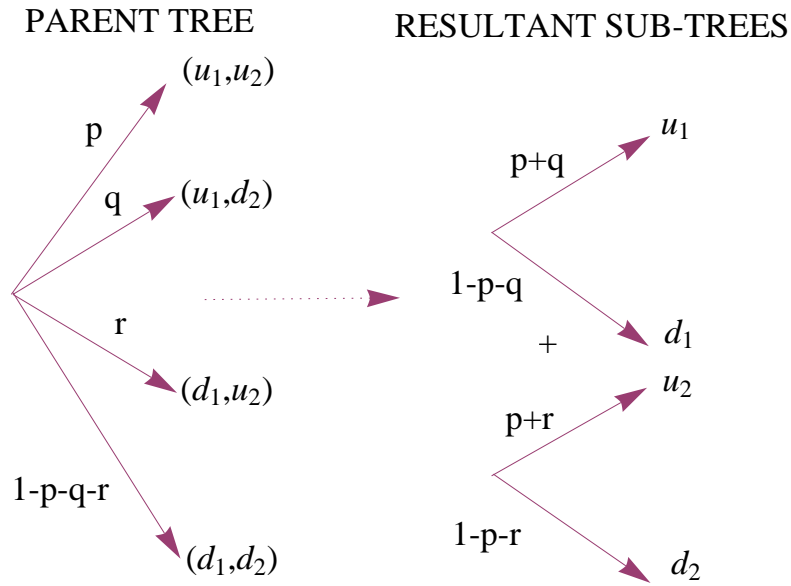 PARENT TREE
(u₁,u₂)
p
q
(u₁,d₂)
r
(d₁,u₂)
1-p-q-r
(d₁,d₂)
RESULTANT SUB-TREES
u₁
p+q
1-p-q
d₁
+
u₂
p+r
1-p-r
d₂